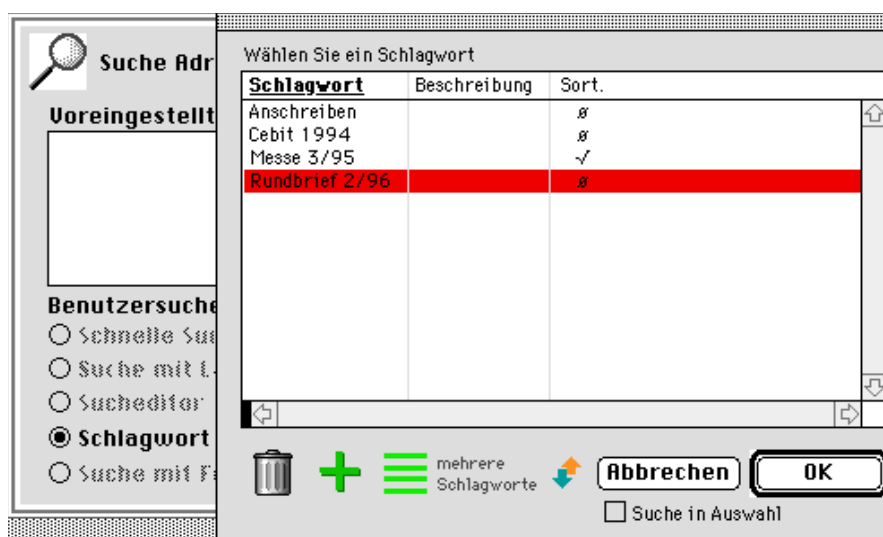 Suche Adr
Voreingestellt
Benutzersuche
Schnelle Su
Suche mit L
Sucheditor
Schlagwort
Suche mit F
Wählen Sie ein Schlagwort
Schlagwort Beschreibung Sort.
Anschreiben ø
Cebit 1994 ø
Messe 3/95 √
Rundbrief 2/96 ø
mehrere
Schlagworte
Abbrechen OK
Suche in Auswahl